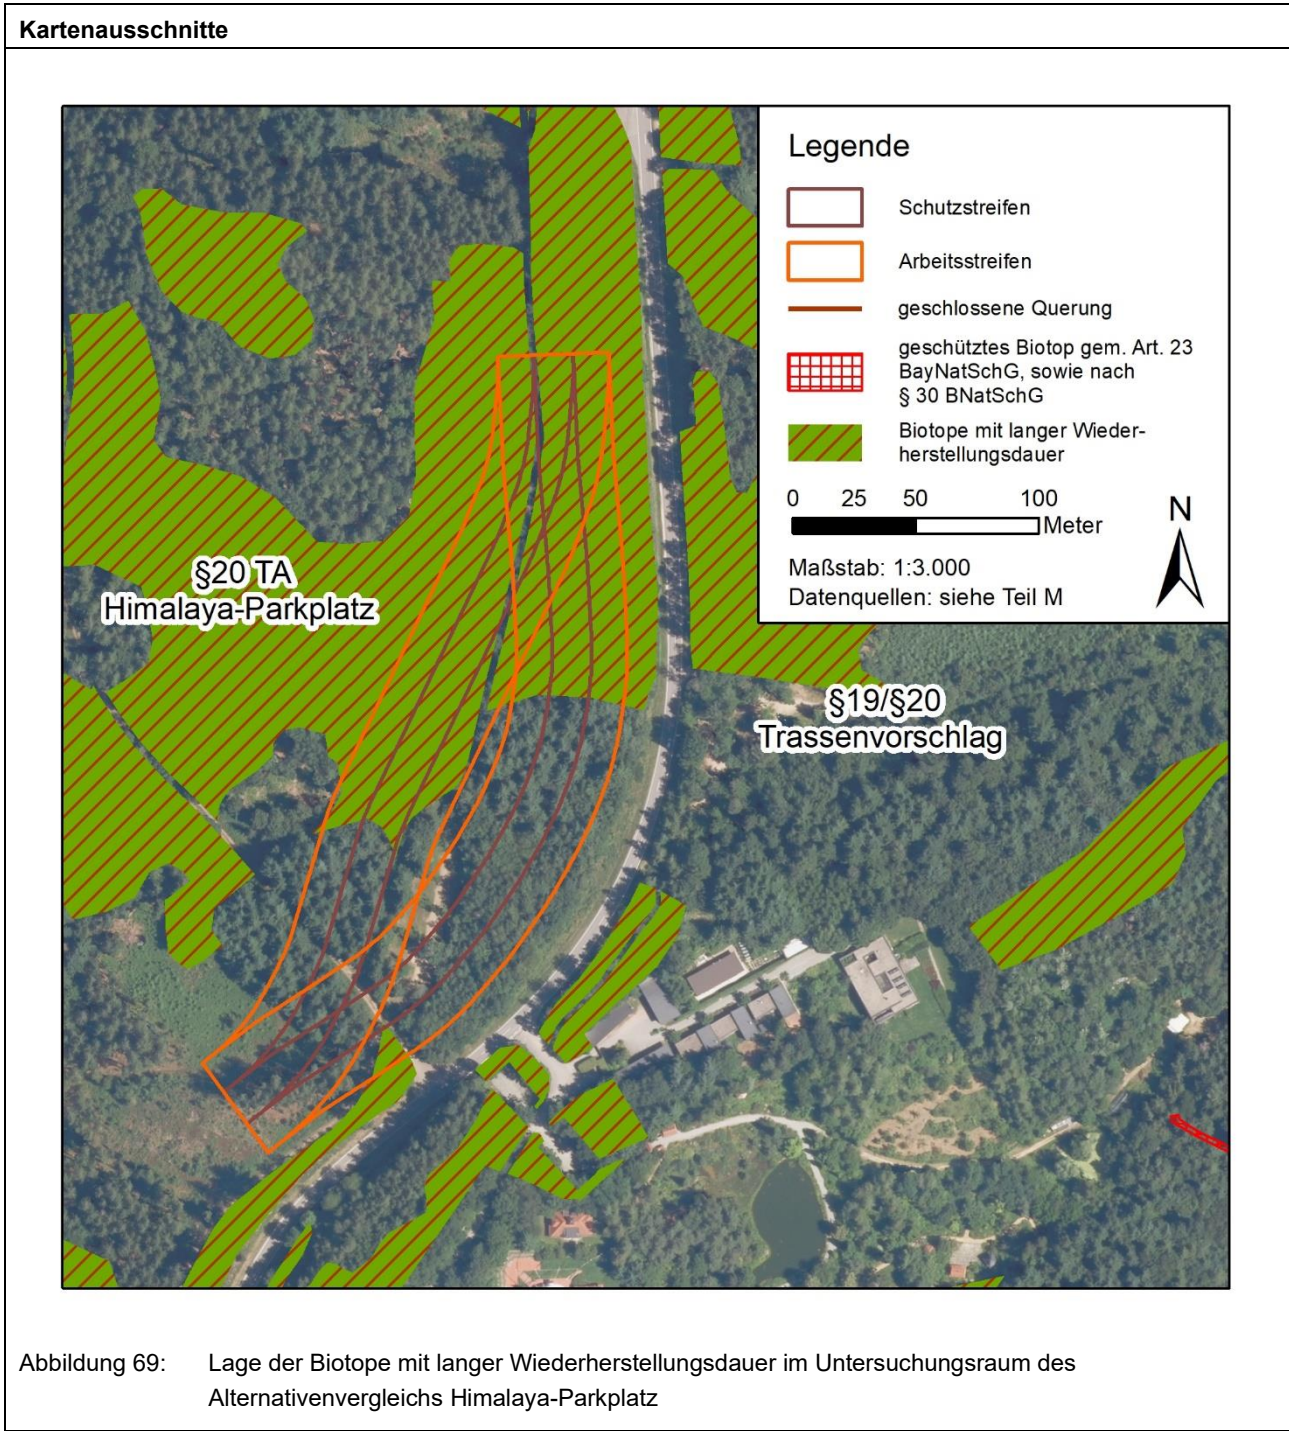 Kartenausschnitte
Legende
Schutzstreifen
Arbeitsstreifen
geschlossene Querung
geschütztes Biotop gem. Art. 23
BayNatSchG, sowie nach
§ 30 BNatSchG
Biotope mit langer Wieder-
herstellungsdauer
0 25 50 100
Meter
N
Maßstab: 1:3.000
Datenquellen: siehe Teil M
§20 TA
Himalaya-Parkplatz
§19/§20
Trassenvorschlag
Abbildung 69: Lage der Biotope mit langer Wiederherstellungsdauer im Untersuchungsraum des
Alternativenvergleichs Himalaya-Parkplatz